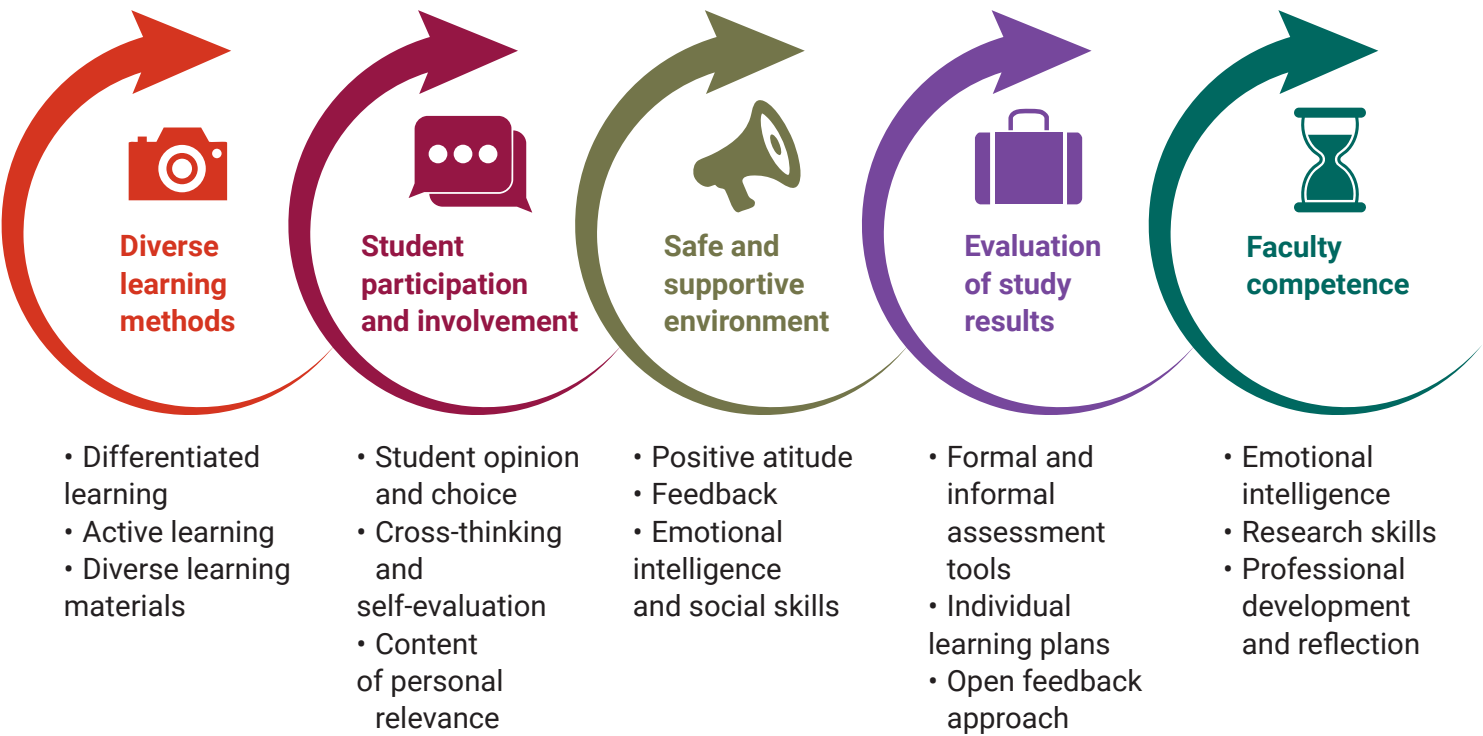 Diverse
learning
methods
Student
participation
and involvement
Safe and
supportive
environment
Evaluation
of study
results
Faculty
competence
• Differentiated
learning
• Active learning
• Diverse learning
materials
• Student opinion
and choice
• Cross-thinking
and
self-evaluation
• Content
of personal
relevance
• Positive atitude
• Feedback
• Emotional
intelligence
and social skills
• Formal and
informal
assessment
tools
• Individual
learning plans
• Open feedback
approach
• Emotional
intelligence
• Research skills
• Professional
development
and reflection